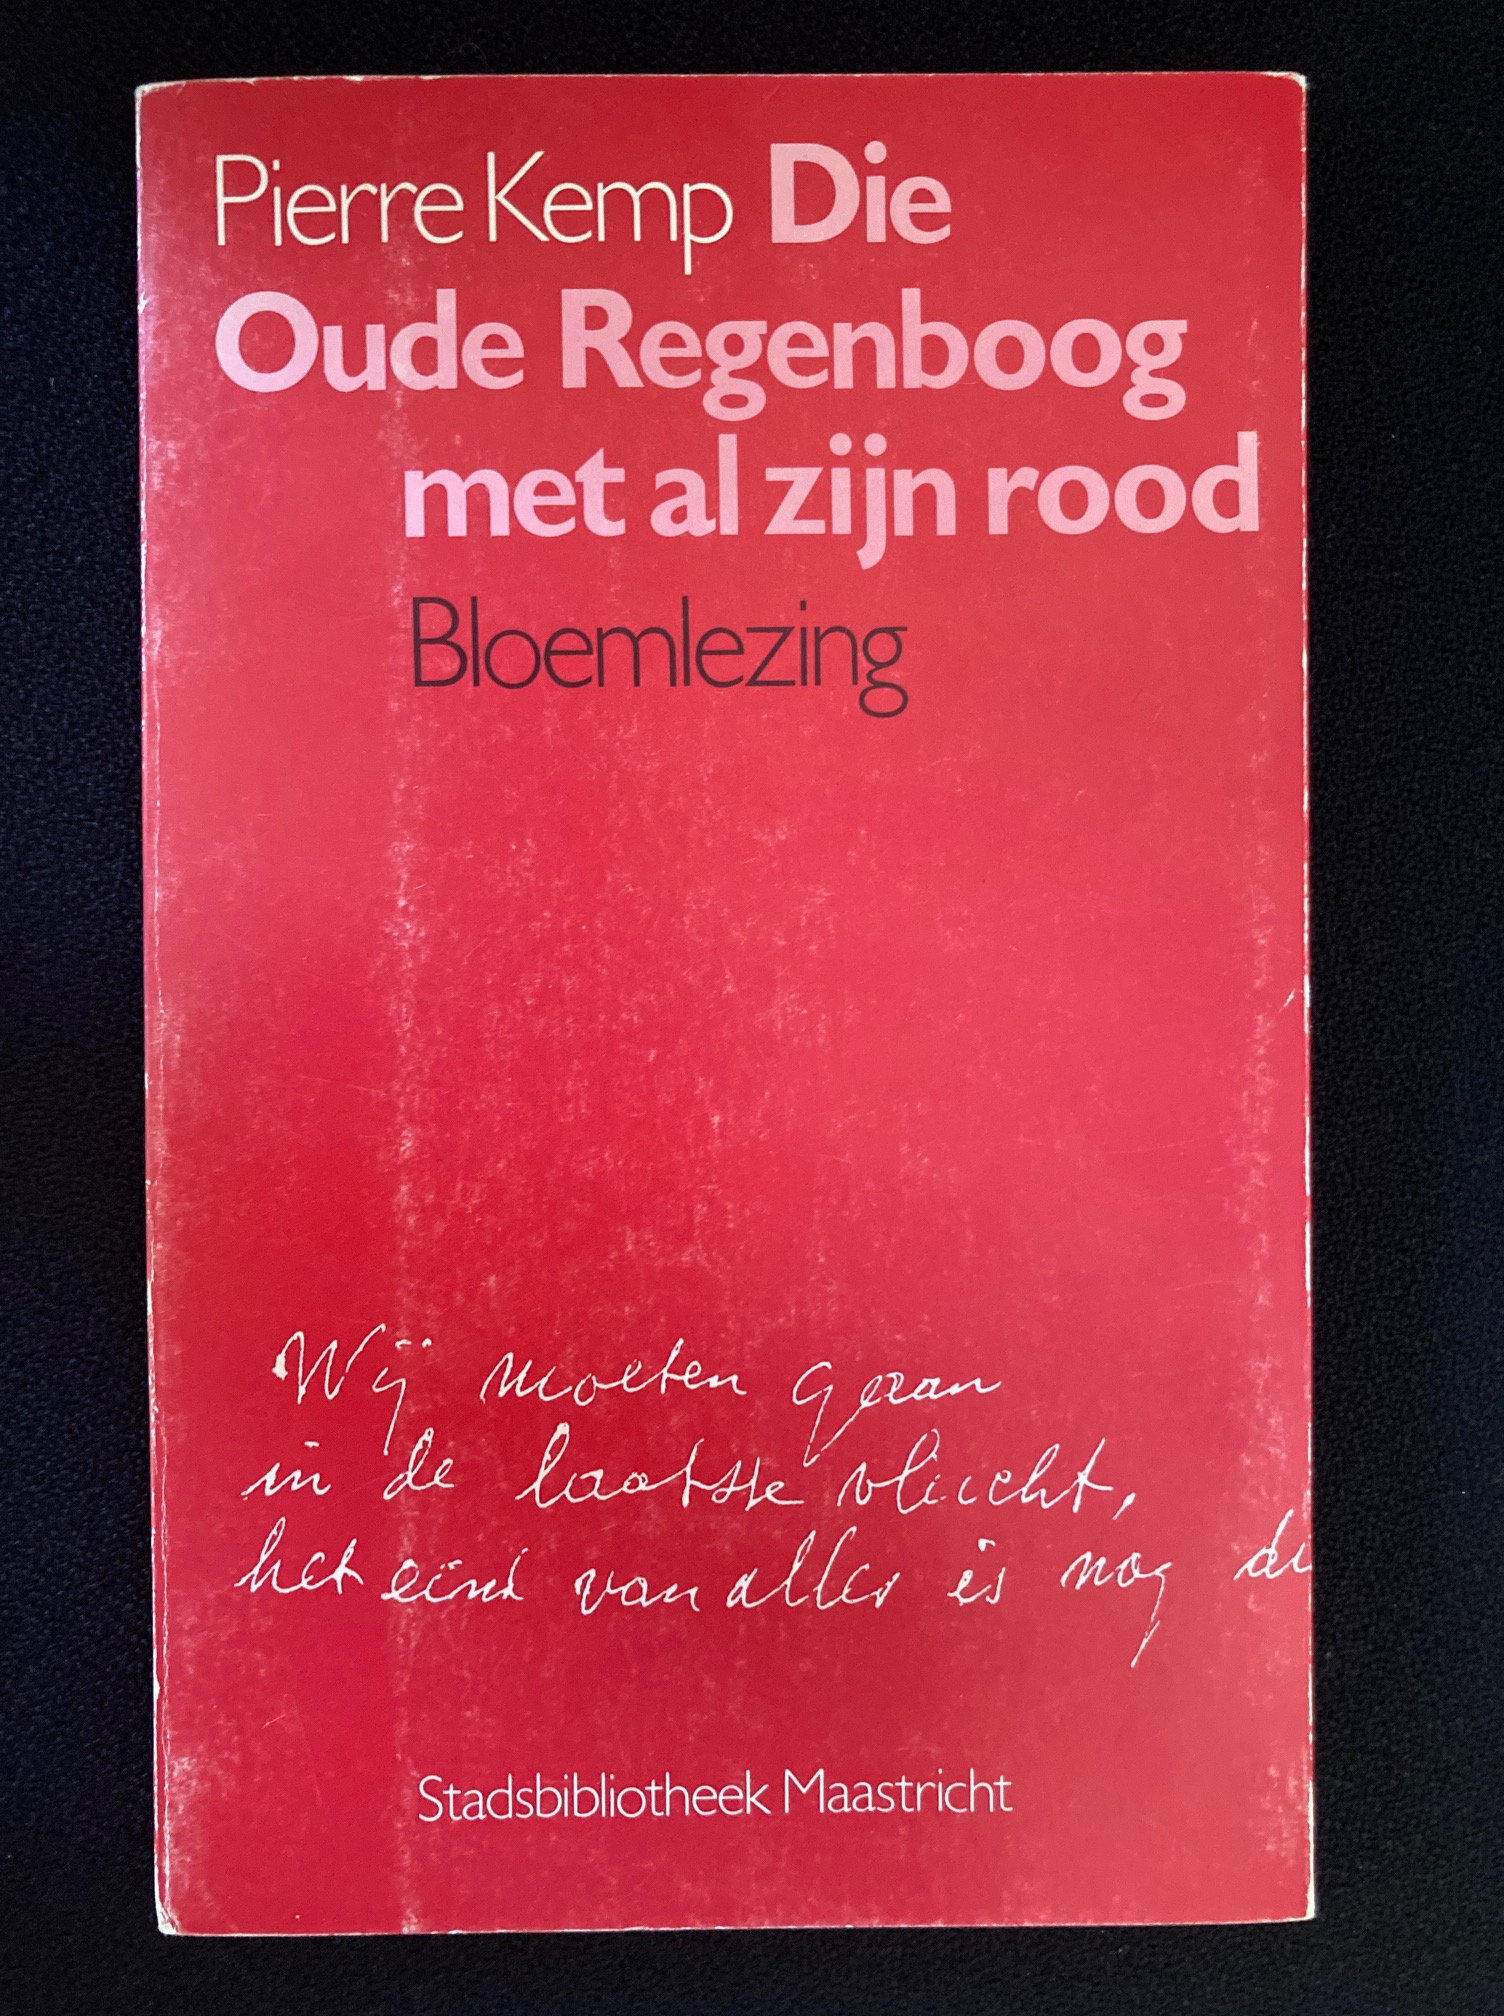 Pierre Kemp Die
Oude Regenboog
met al zijn rood
Bloemlezing
Wij moeten gaan
in de laatste vlucht,
het eind van alles is nog
Stadsbibliotheek Maastricht